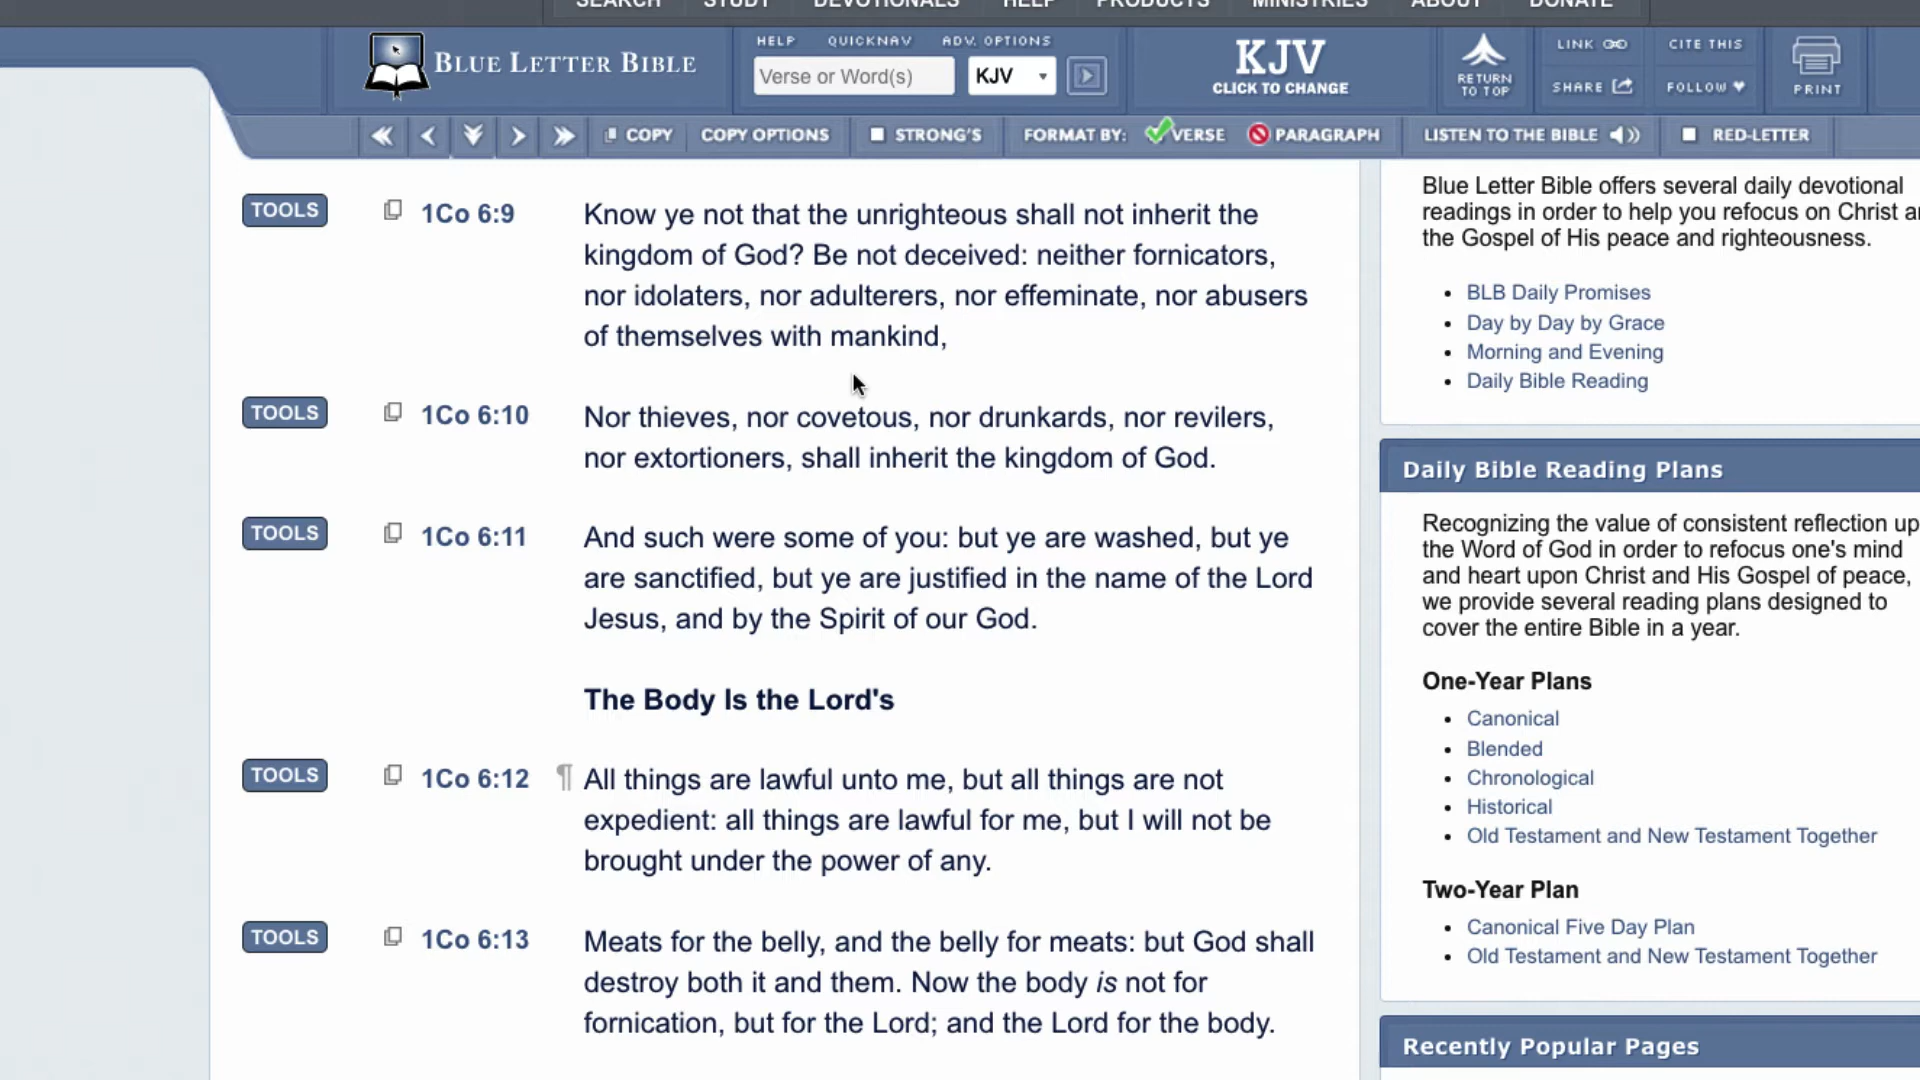 SEARCH STUDY DEVOTIONALS HELP PRODUCTS MINISTRIES ABOUT DONATE
BLUE LETTER BIBLE
HELP QUICKNAV ADV. OPTIONS
Verse or Word(s) KJV
KJV
CLICK TO CHANGE
RETURN
TO TOP
LINK CITE THIS
SHARE FOLLOW
PRINT
COPY COPY OPTIONS STRONG'S FORMAT BY: VERSE PARAGRAPH LISTEN TO THE BIBLE RED-LETTER
TOOLS 1Co 6:9 Know ye not that the unrighteous shall not inherit the
kingdom of God? Be not deceived: neither fornicators,
nor idolaters, nor adulterers, nor effeminate, nor abusers
of themselves with mankind,
TOOLS 1Co 6:10 Nor thieves, nor covetous, nor drunkards, nor revilers,
nor extortioners, shall inherit the kingdom of God.
TOOLS 1Co 6:11 And such were some of you: but ye are washed, but ye
are sanctified, but ye are justified in the name of the Lord
Jesus, and by the Spirit of our God.
The Body Is the Lord's
TOOLS 1Co 6:12 ¶ All things are lawful unto me, but all things are not
expedient: all things are lawful for me, but I will not be
brought under the power of any.
TOOLS 1Co 6:13 Meats for the belly, and the belly for meats: but God shall
destroy both it and them. Now the body is not for
fornication, but for the Lord; and the Lord for the body.
Blue Letter Bible offers several daily devotional
readings in order to help you refocus on Christ
the Gospel of His peace and righteousness.
• BLB Daily Promises
• Day by Day by Grace
• Morning and Evening
• Daily Bible Reading
Daily Bible Reading Plans
Recognizing the value of consistent reflection
the Word of God in order to refocus one's mind
and heart upon Christ and His Gospel of peace,
we provide several reading plans designed to
cover the entire Bible in a year.
One-Year Plans
• Canonical
• Blended
• Chronological
• Historical
• Old Testament and New Testament Together
Two-Year Plan
• Canonical Five Day Plan
• Old Testament and New Testament Together
Recently Popular Pages